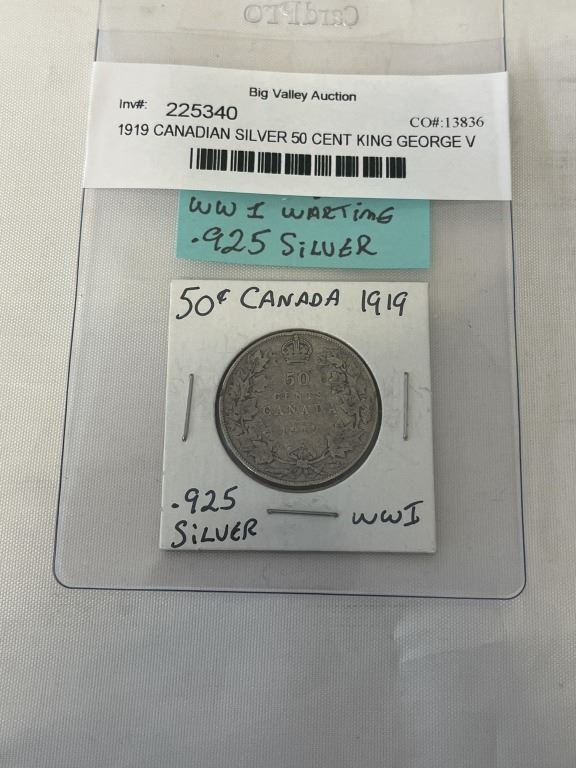 CardPro
Big Valley Auction
Inv#: 225340 CO#:13836
1919 CANADIAN SILVER 50 CENT KING GEORGE V
WW I WARTIME
.925 SILVER
50¢ CANADA 1919
50
CENTS
CANADA
1919
.925 WWI
SILVER